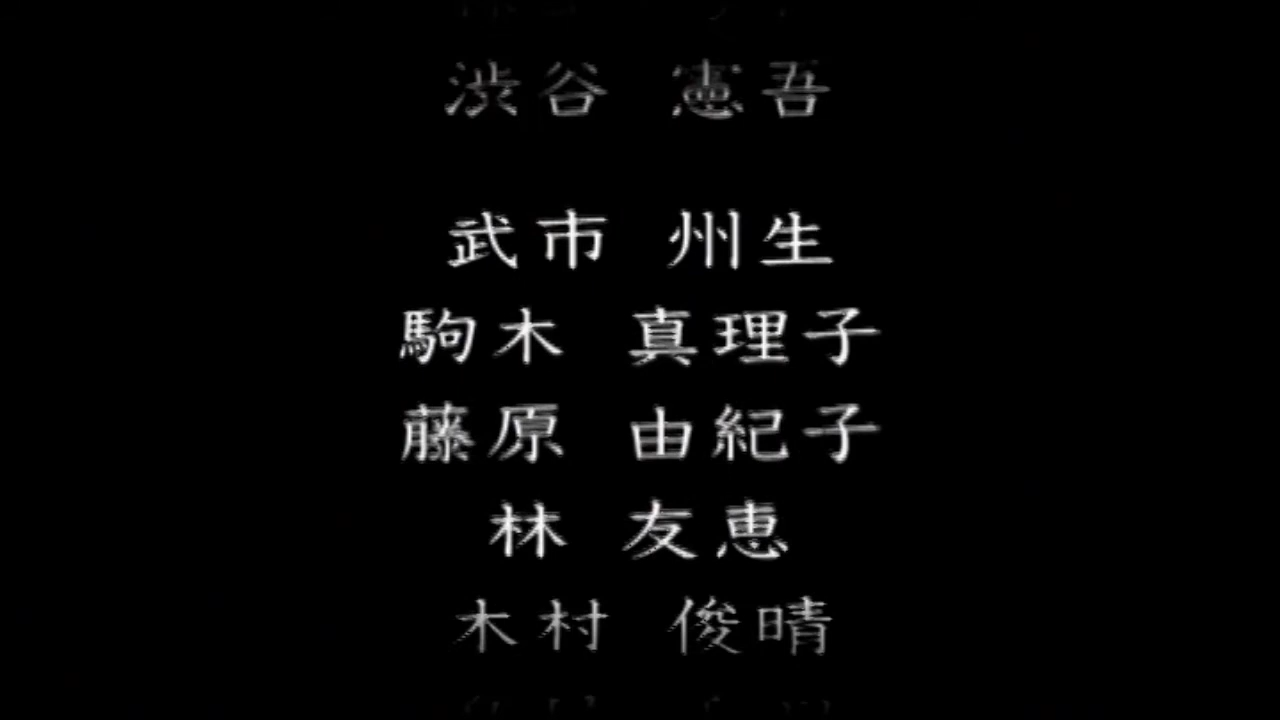 渋谷 憲吾
武市 州生
駒木 真理子
藤原 由紀子
林 友恵
木村 俊晴